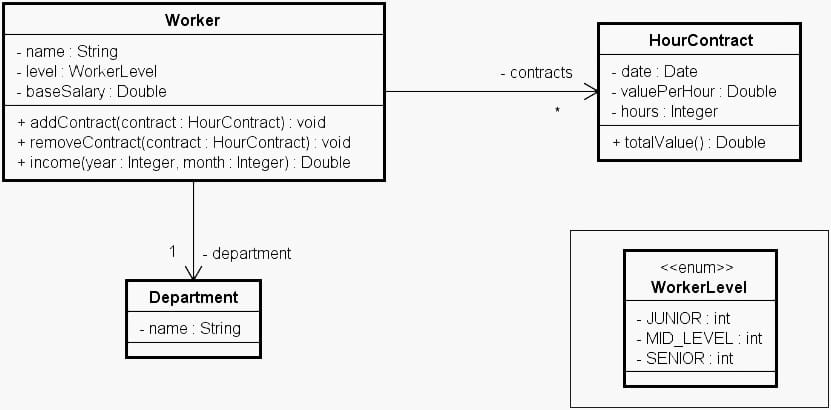 Worker
- name : String
- level : WorkerLevel
- baseSalary : Double
+ addContract(contract : HourContract) : void
+ removeContract(contract : HourContract) : void
+ income(year : Integer, month : Integer) : Double
- contracts
*
HourContract
- date : Date
- valuePerHour : Double
- hours : Integer
+ totalValue() : Double
1
- department
Department
- name : String
<<enum>>
WorkerLevel
- JUNIOR : int
- MID_LEVEL : int
- SENIOR : int